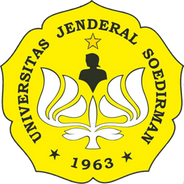 UNIVERSITAS JENDERAL SOEDIRMAN
★ 1963 ★